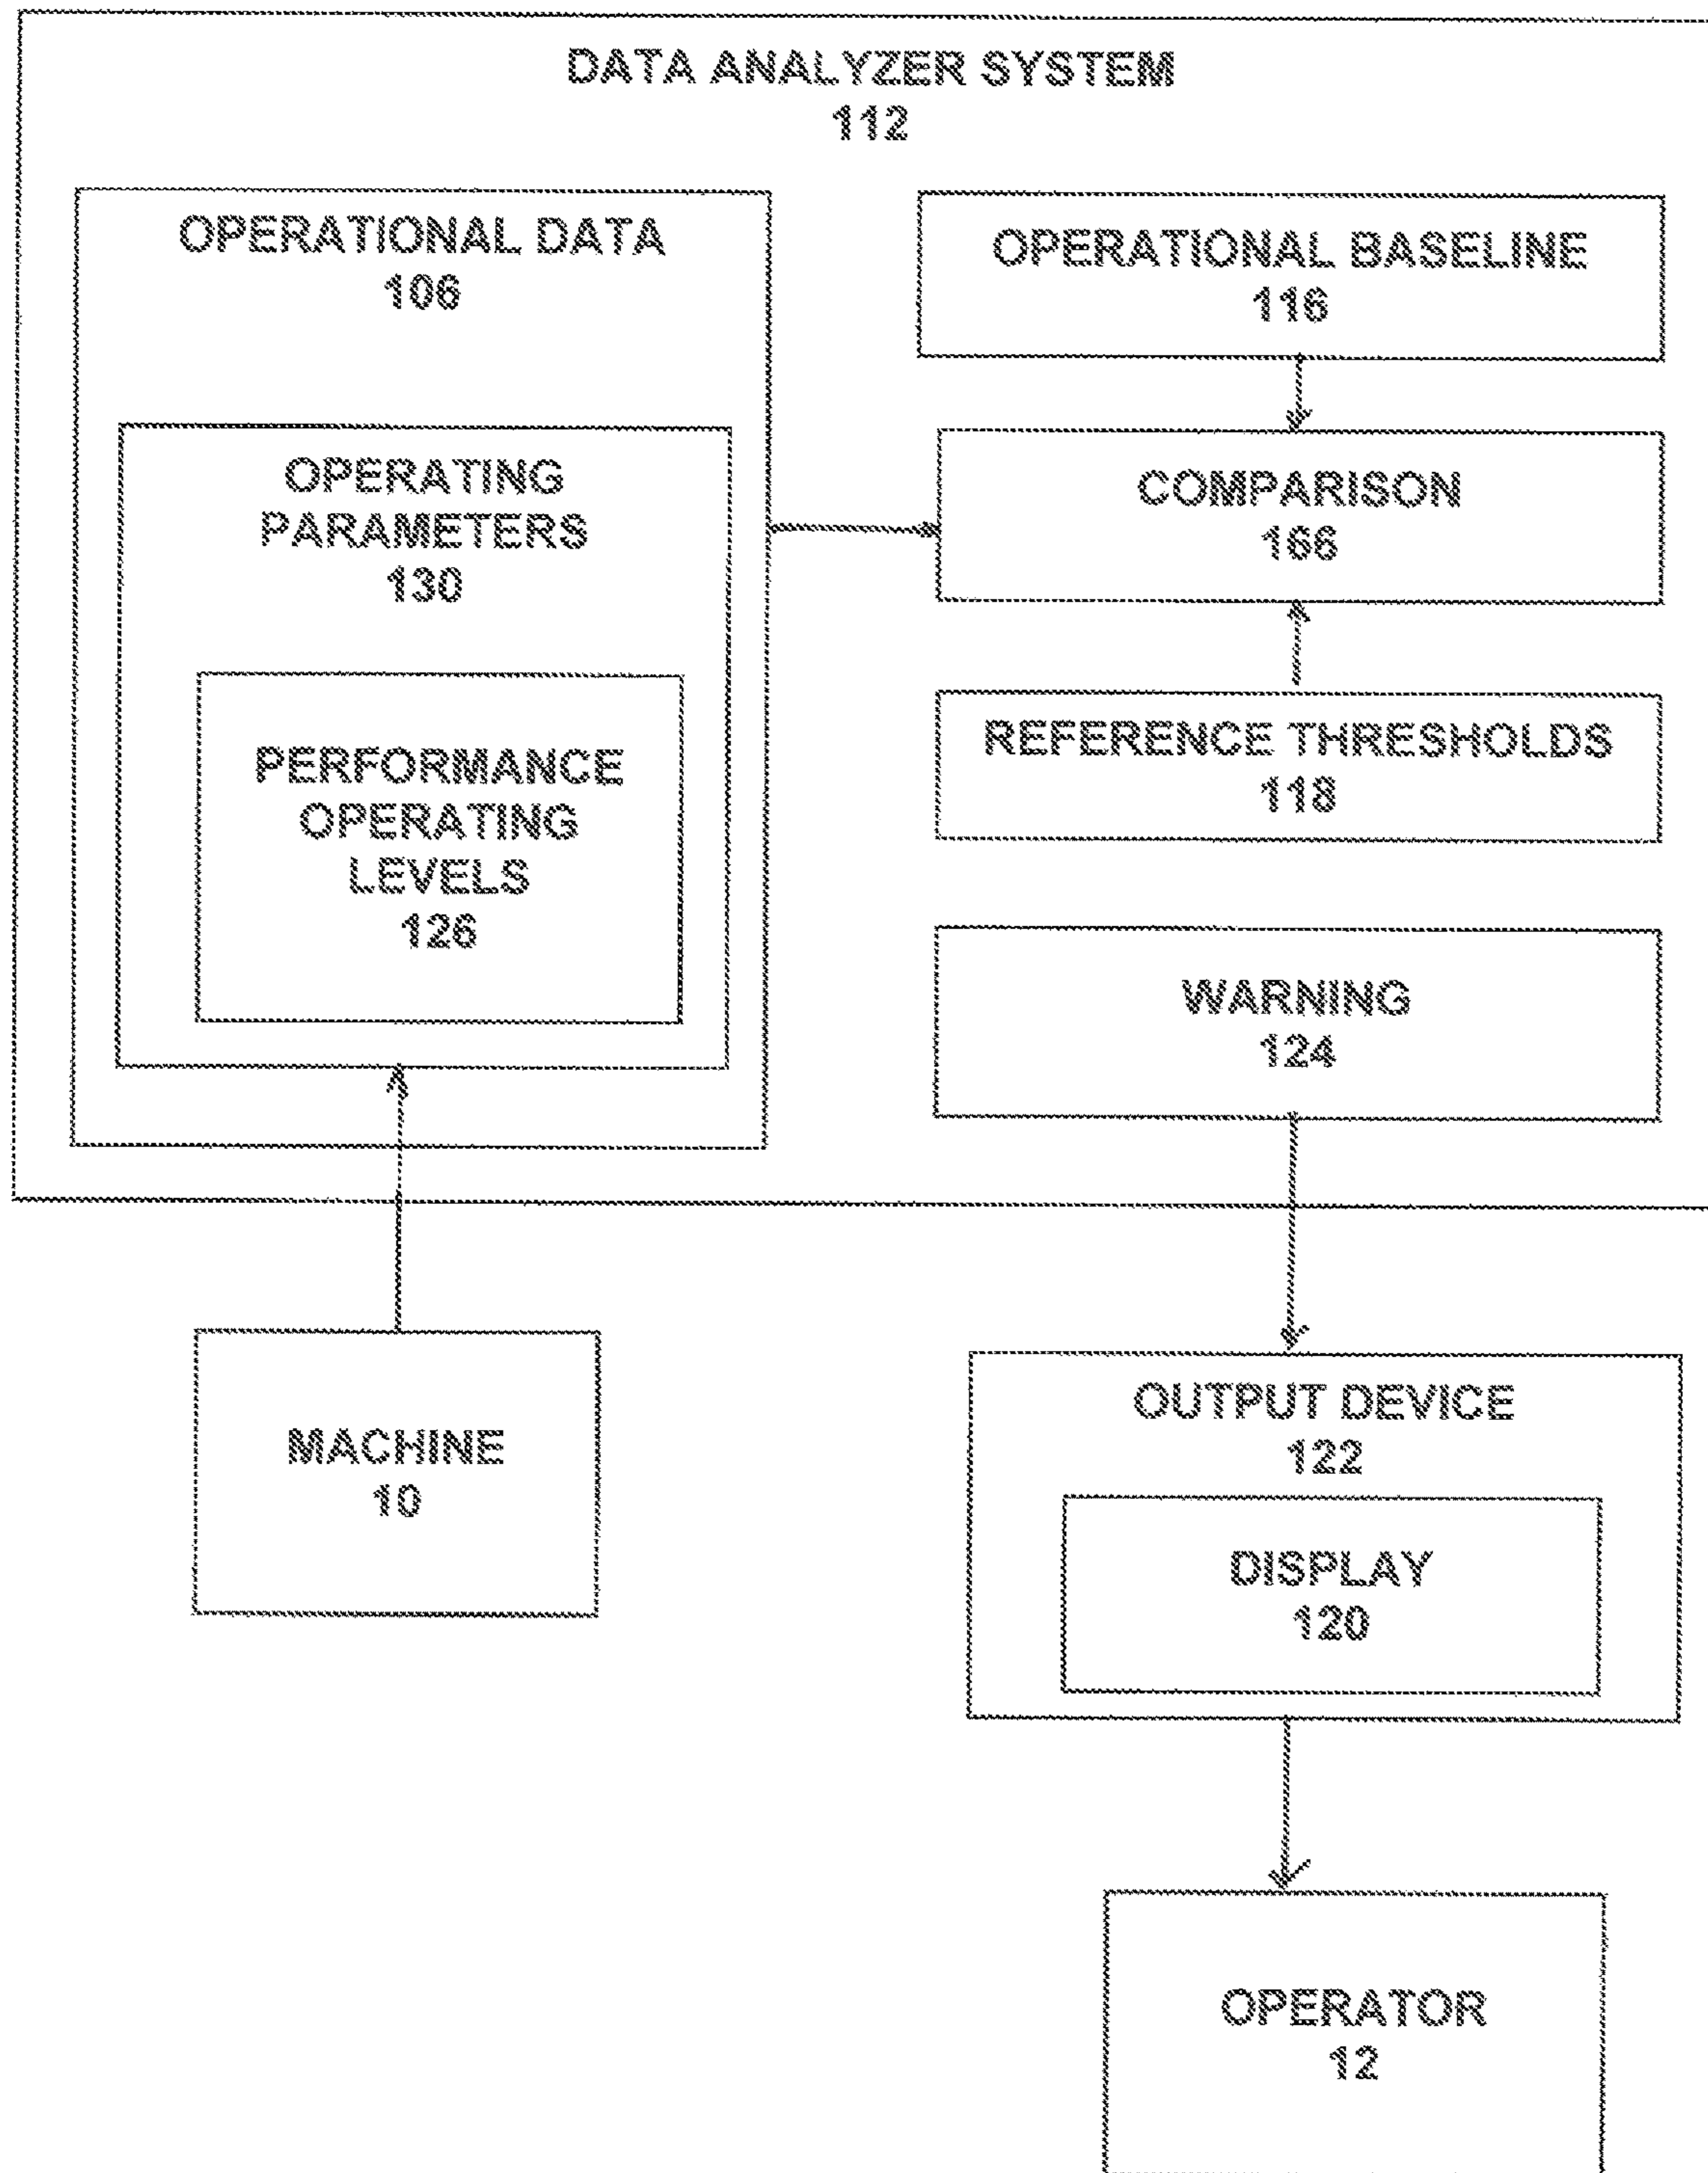 DATA ANALYZER SYSTEM
112
OPERATIONAL DATA
106
OPERATING
PARAMETERS
130
PERFORMANCE
OPERATING
LEVELS
126
OPERATIONAL BASELINE
116
COMPARISON
166
REFERENCE THRESHOLDS
118
WARNING
124
MACHINE
10
OUTPUT DEVICE
122
DISPLAY
120
OPERATOR
12